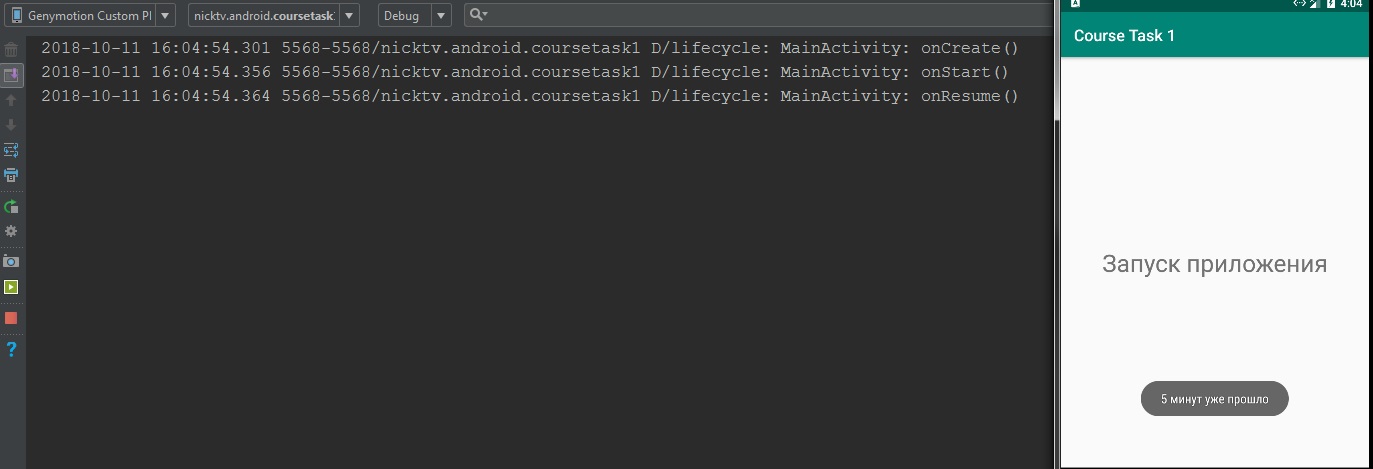 Genymotion Custom Pl
nicktv.android.coursetask
Debug
2018-10-11 16:04:54.301 5568-5568/nicktv.android.coursetask1 D/lifecycle: MainActivity: onCreate()
2018-10-11 16:04:54.356 5568-5568/nicktv.android.coursetask1 D/lifecycle: MainActivity: onStart()
2018-10-11 16:04:54.364 5568-5568/nicktv.android.coursetask1 D/lifecycle: MainActivity: onResume()
4:04
Course Task 1
Запуск приложения
5 минут уже прошло